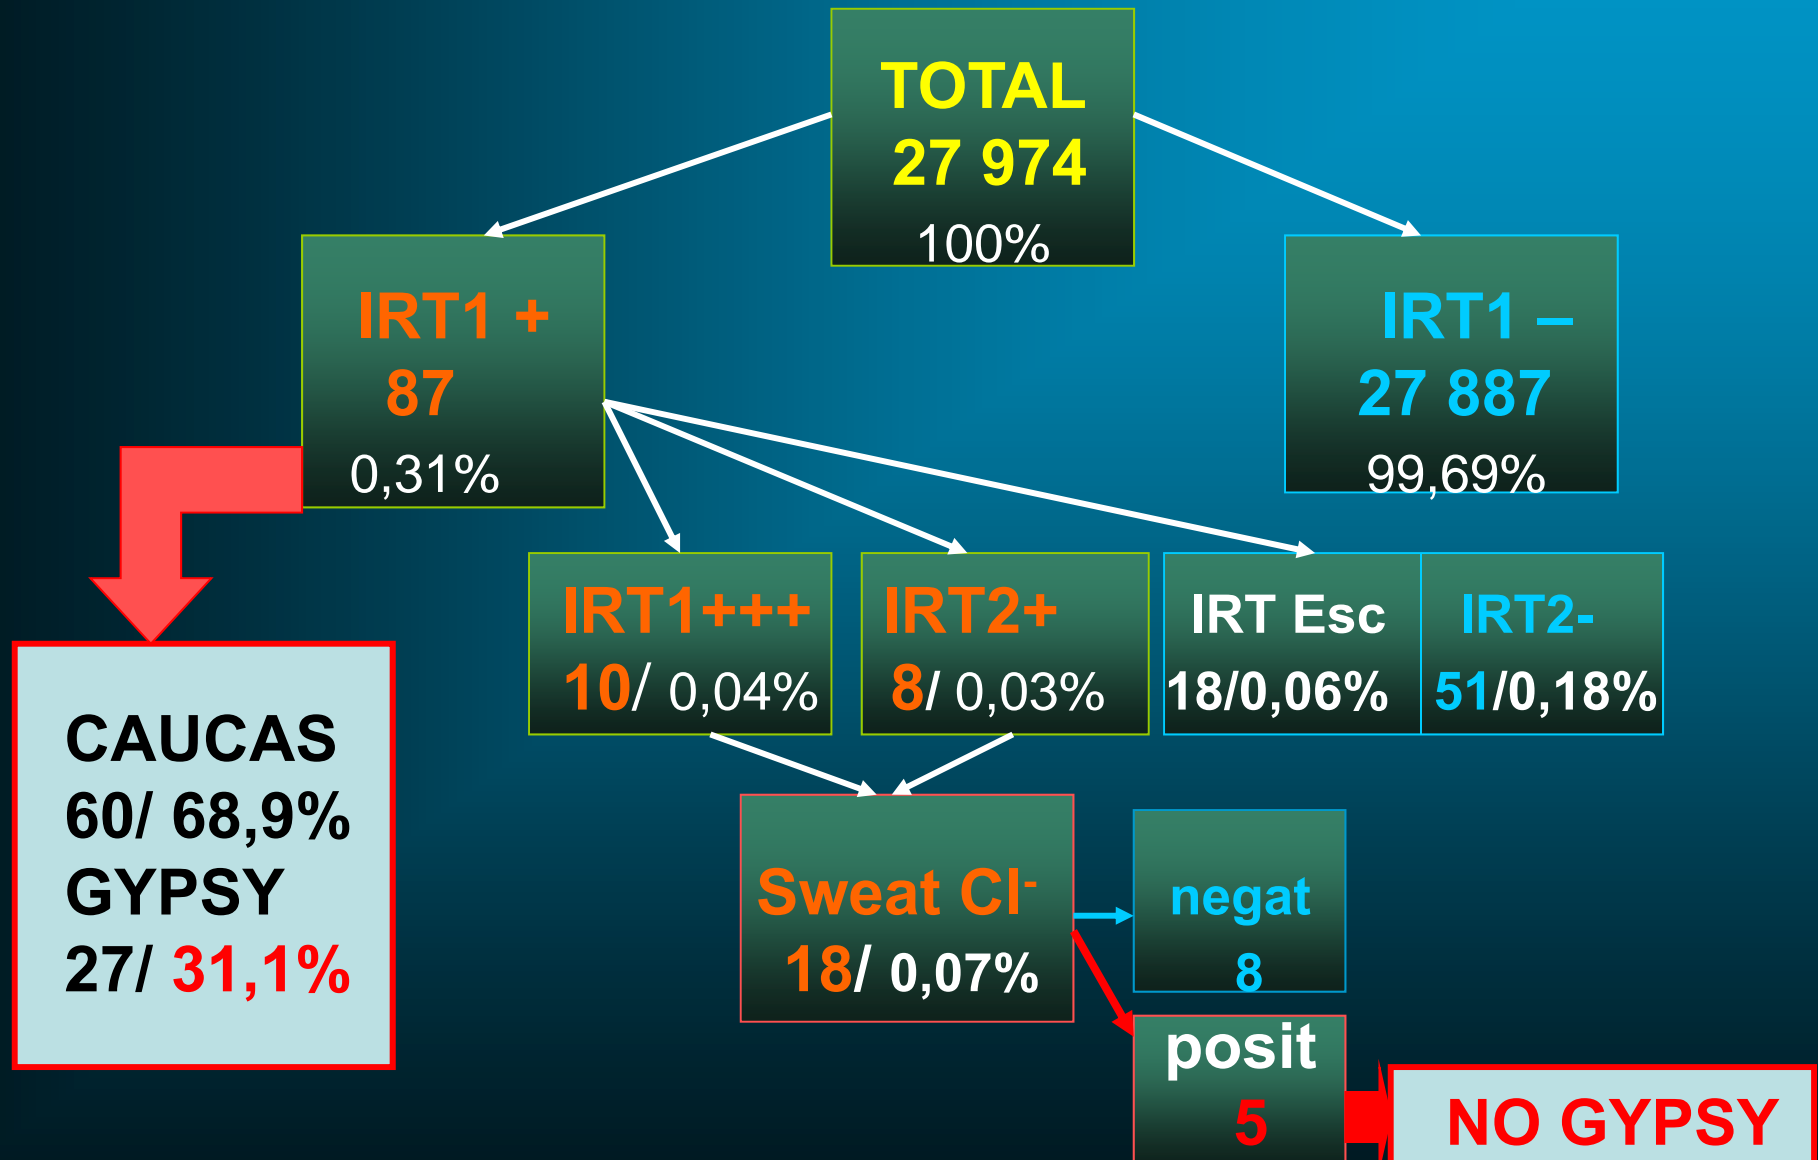 TOTAL
27 974
100%
IRT1 +
87
0,31%
IRT1 –
27 887
99,69%
IRT1+++
10/ 0,04%
IRT2+
8/ 0,03%
IRT Esc
18/0,06%
IRT2-
51/0,18%
CAUCAS
60/ 68,9%
GYPSY
27/ 31,1%
Sweat Cl⁻
18/ 0,07%
negat
8
posit
5
NO GYPSY